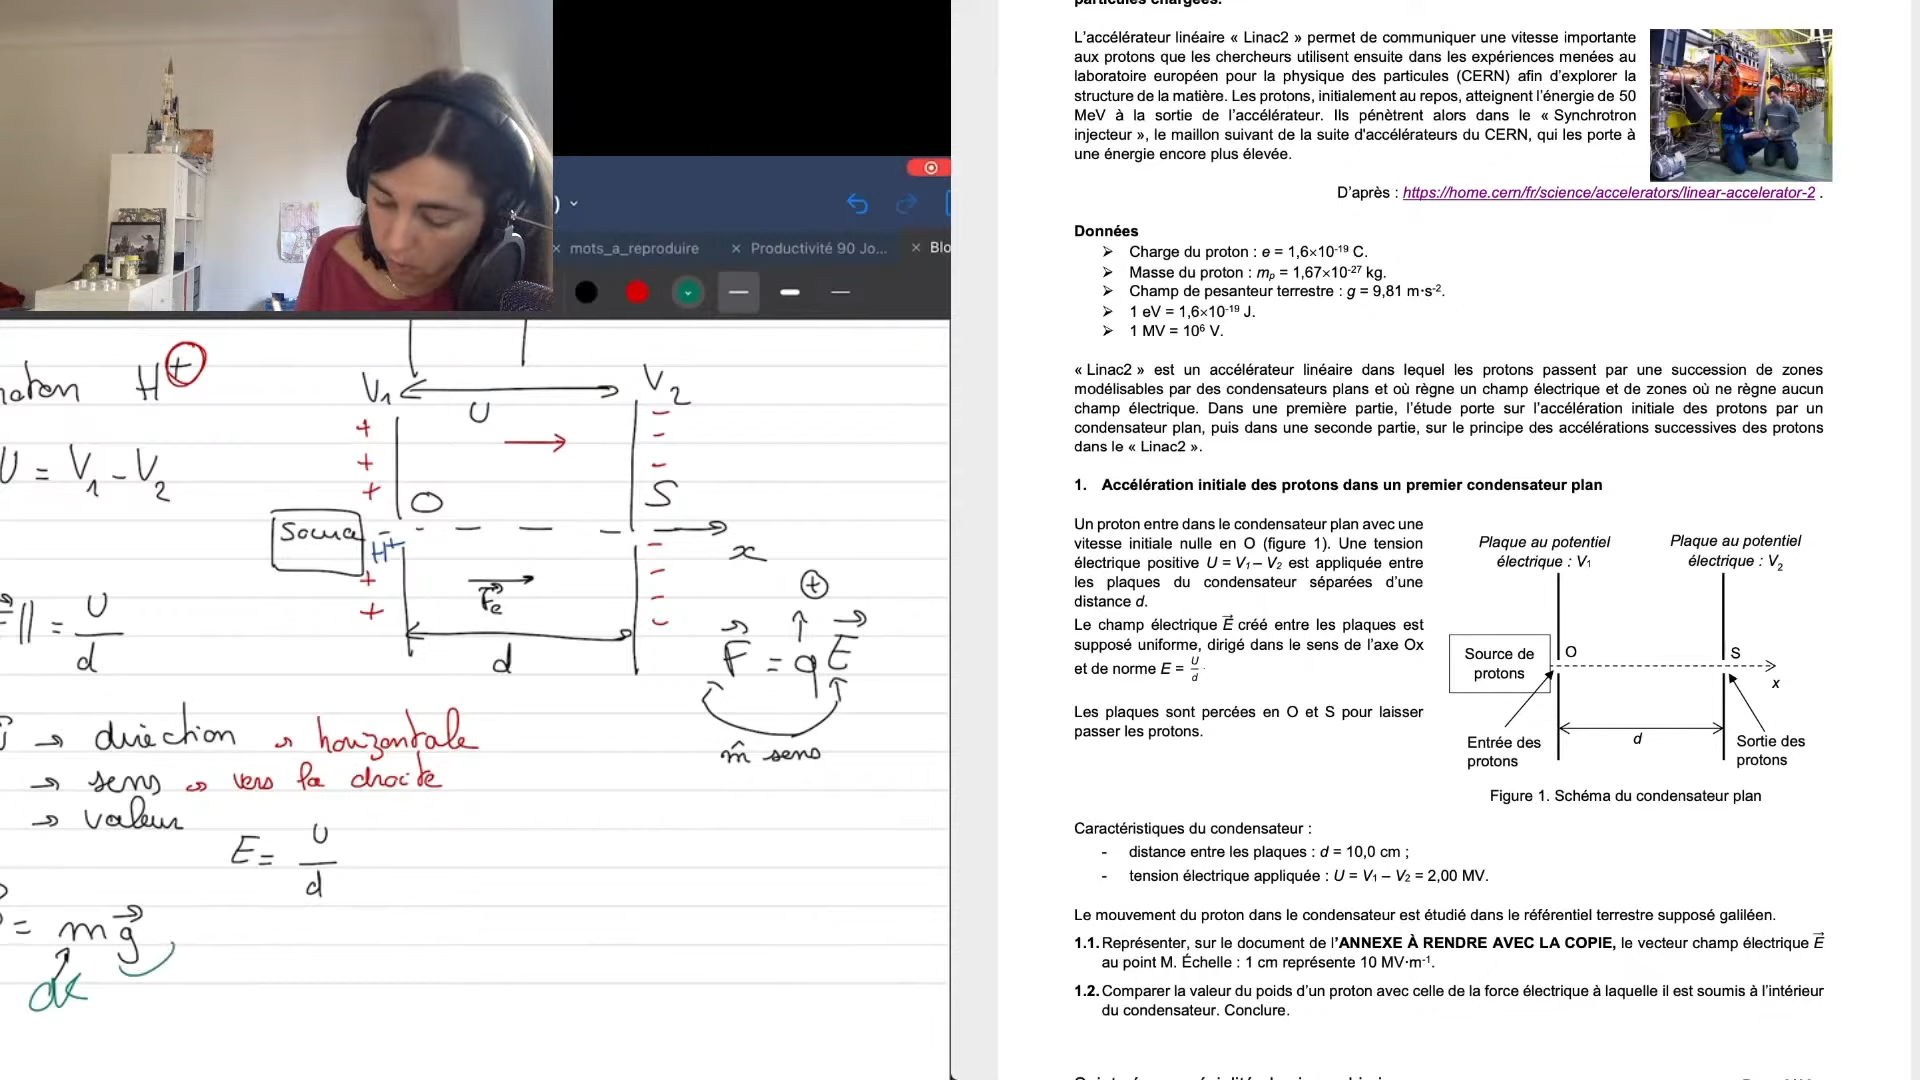 mots_a_reproduire
Productivité 90 Jo...
Blo
H+
V1
V2
U
U = V1 - V2
+
+
+
O
S
Source
H+
x
+
+
Fe
d
U
d
F = qE
m̂ sens
→ direction → horizontale
→ sens → vers la droite
→ valeur
E = U
d
= mg
particules chargées.
L'accélérateur linéaire « Linac2 » permet de communiquer une vitesse importante
aux protons que les chercheurs utilisent ensuite dans les expériences menées au
laboratoire européen pour la physique des particules (CERN) afin d'explorer la
structure de la matière. Les protons, initialement au repos, atteignent l'énergie de 50
MeV à la sortie de l'accélérateur. Ils pénètrent alors dans le « Synchrotron
injecteur », le maillon suivant de la suite d'accélérateurs du CERN, qui les porte à
une énergie encore plus élevée.
D'après : https://home.cern/fr/science/accelerators/linear-accelerator-2 .
Données
➢ Charge du proton : e = 1,6×10⁻¹⁹ C.
➢ Masse du proton : mₚ = 1,67×10⁻²⁷ kg.
➢ Champ de pesanteur terrestre : g = 9,81 m·s⁻².
➢ 1 eV = 1,6×10⁻¹⁹ J.
➢ 1 MV = 10⁶ V.
« Linac2 » est un accélérateur linéaire dans lequel les protons passent par une succession de zones
modélisables par des condensateurs plans et où règne un champ électrique et de zones où ne règne aucun
champ électrique. Dans une première partie, l'étude porte sur l'accélération initiale des protons par un
condensateur plan, puis dans une seconde partie, sur le principe des accélérations successives des protons
dans le « Linac2 ».
1. Accélération initiale des protons dans un premier condensateur plan
Un proton entre dans le condensateur plan avec une
vitesse initiale nulle en O (figure 1). Une tension
électrique positive U = V₁ – V₂ est appliquée entre
les plaques du condensateur séparées d'une
distance d.
Le champ électrique E⃗ créé entre les plaques est
supposé uniforme, dirigé dans le sens de l'axe Ox
et de norme E = U/d .
Les plaques sont percées en O et S pour laisser
passer les protons.
Plaque au potentiel
électrique : V₁
Plaque au potentiel
électrique : V₂
Source de
protons
O
S
x
d
Entrée des
protons
Sortie des
protons
Figure 1. Schéma du condensateur plan
Caractéristiques du condensateur :
- distance entre les plaques : d = 10,0 cm ;
- tension électrique appliquée : U = V₁ – V₂ = 2,00 MV.
Le mouvement du proton dans le condensateur est étudié dans le référentiel terrestre supposé galiléen.
1.1. Représenter, sur le document de l'ANNEXE À RENDRE AVEC LA COPIE, le vecteur champ électrique E⃗
au point M. Échelle : 1 cm représente 10 MV·m⁻¹.
1.2. Comparer la valeur du poids d'un proton avec celle de la force électrique à laquelle il est soumis à l'intérieur
du condensateur. Conclure.